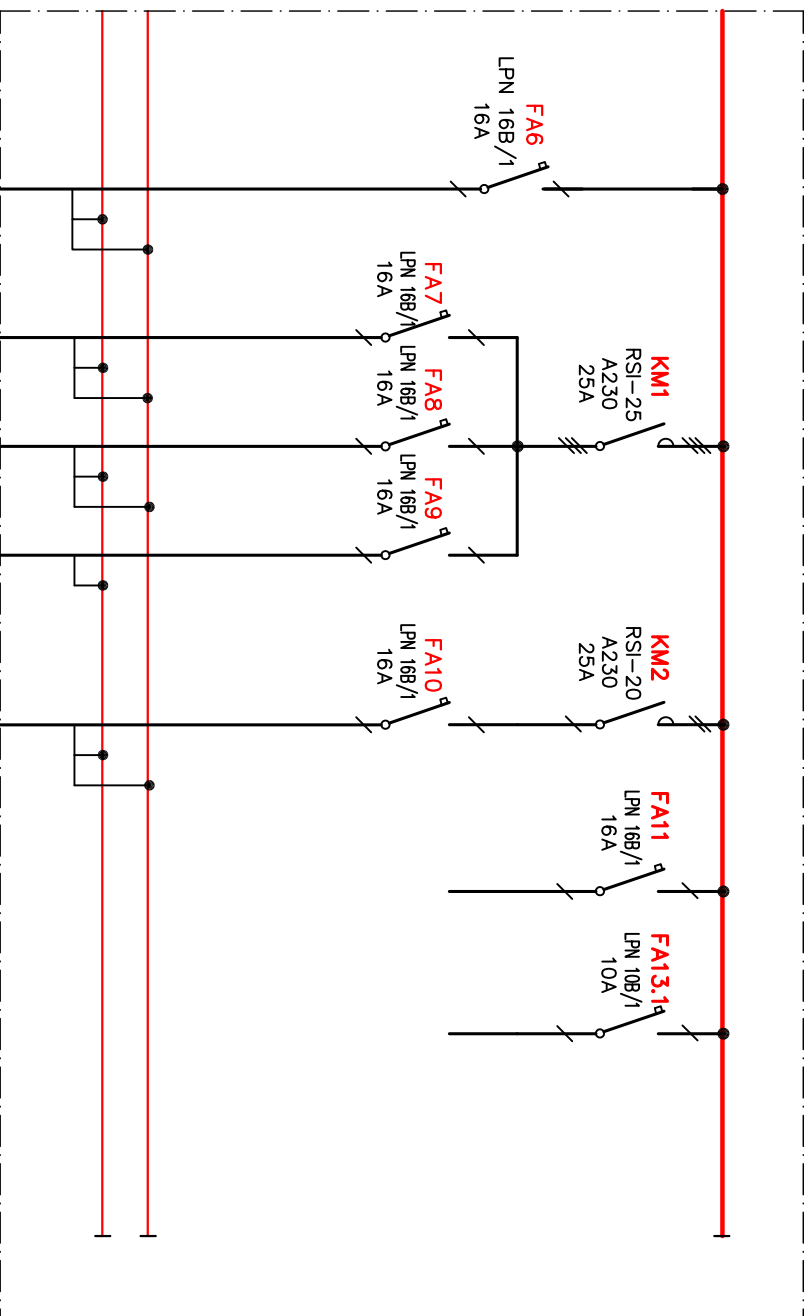 FA6
LPN 16B/1
16A
FA7
LPN 16B/1
16A
FA8
LPN 16B/1
16A
FA9
LPN 16B/1
16A
KM1
RSI-25
A230
25A
FA10
LPN 16B/1
16A
KM2
RSI-20
A230
25A
FA11
LPN 16B/1
16A
FA13.1
LPN 10B/1
10A